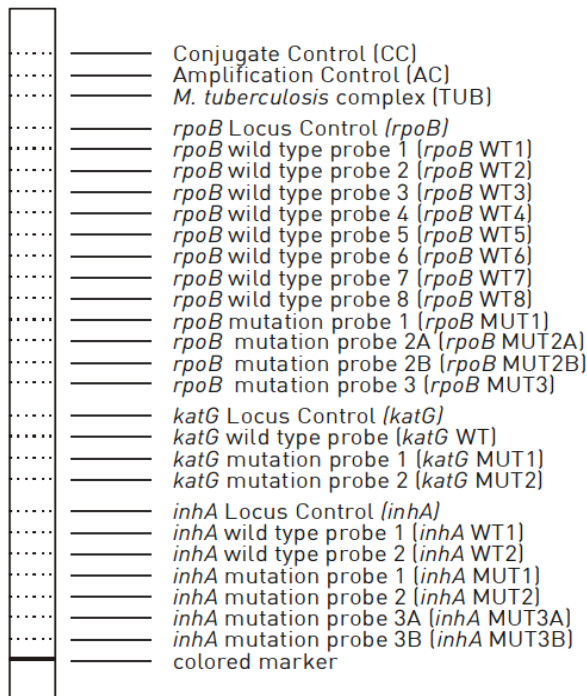 Conjugate Control (CC)
Amplification Control (AC)
M. tuberculosis complex (TUB)
rpoB Locus Control (rpoB)
rpoB wild type probe 1 (rpoB WT1)
rpoB wild type probe 2 (rpoB WT2)
rpoB wild type probe 3 (rpoB WT3)
rpoB wild type probe 4 (rpoB WT4)
rpoB wild type probe 5 (rpoB WT5)
rpoB wild type probe 6 (rpoB WT6)
rpoB wild type probe 7 (rpoB WT7)
rpoB wild type probe 8 (rpoB WT8)
rpoB mutation probe 1 (rpoB MUT1)
rpoB mutation probe 2A (rpoB MUT2A)
rpoB mutation probe 2B (rpoB MUT2B)
rpoB mutation probe 3 (rpoB MUT3)
katG Locus Control (katG)
katG wild type probe (katG WT)
katG mutation probe 1 (katG MUT1)
katG mutation probe 2 (katG MUT2)
inhA Locus Control (inhA)
inhA wild type probe 1 (inhA WT1)
inhA wild type probe 2 (inhA WT2)
inhA mutation probe 1 (inhA MUT1)
inhA mutation probe 2 (inhA MUT2)
inhA mutation probe 3A (inhA MUT3A)
inhA mutation probe 3B (inhA MUT3B)
colored marker